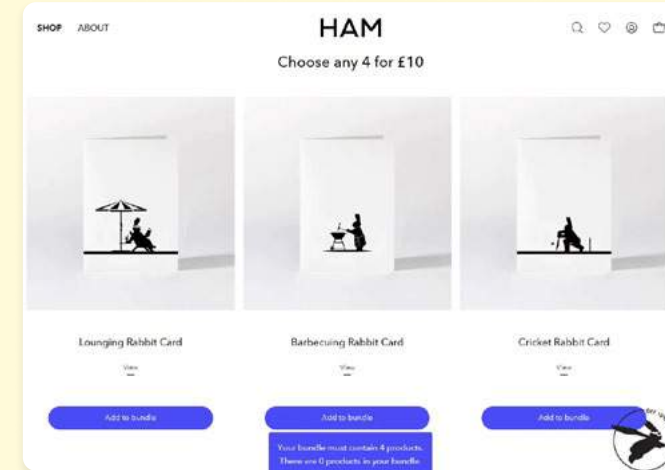 SHOP ABOUT HAM
Choose any 4 for £10
Lounging Rabbit Card Barbecuing Rabbit Card Cricket Rabbit Card
View View View
Add to bundle Add to bundle Add to bundle
Your bundle must contain 4 products.
There are 0 products in your bundle